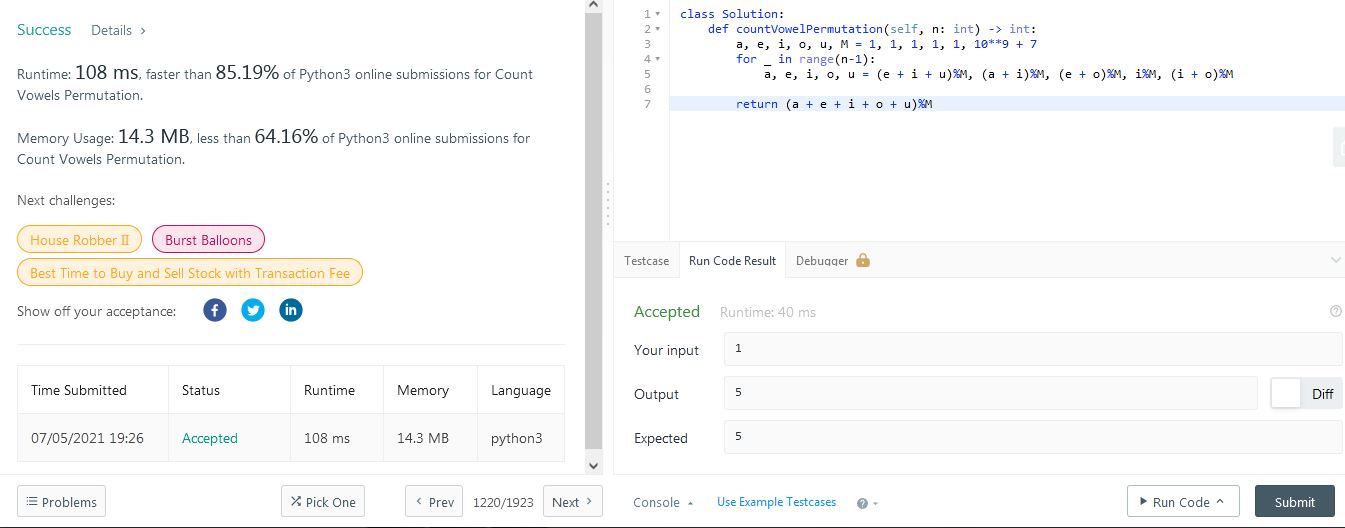 Success Details >
Runtime: 108 ms, faster than 85.19% of Python3 online submissions for Count
Vowels Permutation.
Memory Usage: 14.3 MB, less than 64.16% of Python3 online submissions for
Count Vowels Permutation.
Next challenges:
House Robber II Burst Balloons
Best Time to Buy and Sell Stock with Transaction Fee
Show off your acceptance: f in
Time Submitted Status Runtime Memory Language
07/05/2021 19:26 Accepted 108 ms 14.3 MB python3
Problems Pick One < Prev 1220/1923 Next >
1 class Solution:
2 def countVowelPermutation(self, n: int) -> int:
3 a, e, i, o, u, M = 1, 1, 1, 1, 1, 10**9 + 7
4 for _ in range(n-1):
5 a, e, i, o, u = (e + i + u)%M, (a + i)%M, (e + o)%M, i%M, (i + o)%M
6
7 return (a + e + i + o + u)%M
Testcase Run Code Result Debugger
Accepted Runtime: 40 ms ?
Your input 1
Output 5 Diff
Expected 5
Console Use Example Testcases ? Run Code Submit